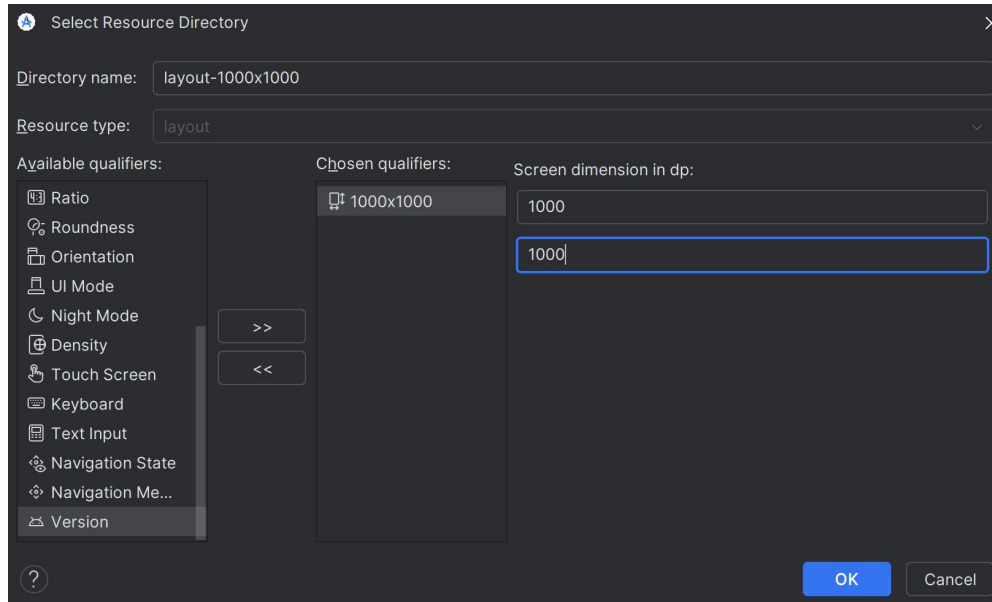 Select Resource Directory
Directory name: layout-1000x1000
Resource type: layout
Available qualifiers:
Ratio
Roundness
Orientation
UI Mode
Night Mode
Density
Touch Screen
Keyboard
Text Input
Navigation State
Navigation Me...
Version
>>
<<
Chosen qualifiers:
1000x1000
Screen dimension in dp:
1000
1000
?
OK Cancel